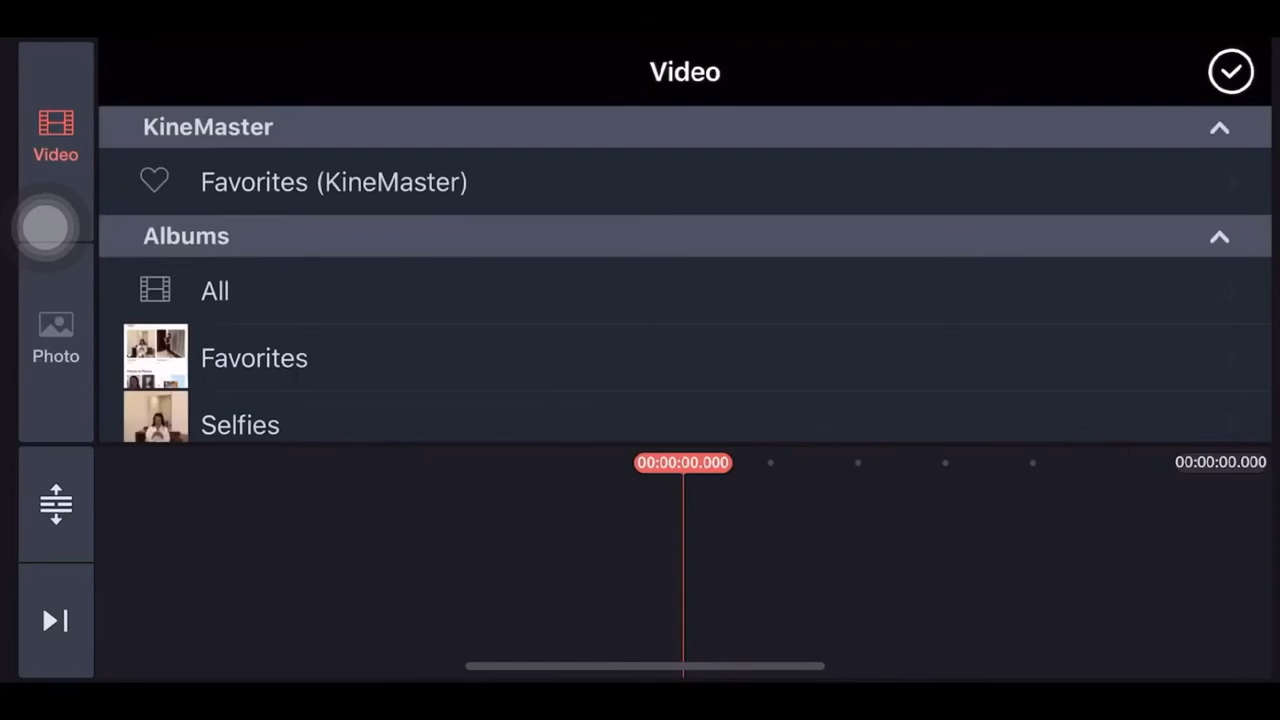 Video
Video
KineMaster
Favorites (KineMaster)
Albums
All
Photo
Favorites
Selfies
00:00:00.000
00:00:00.000